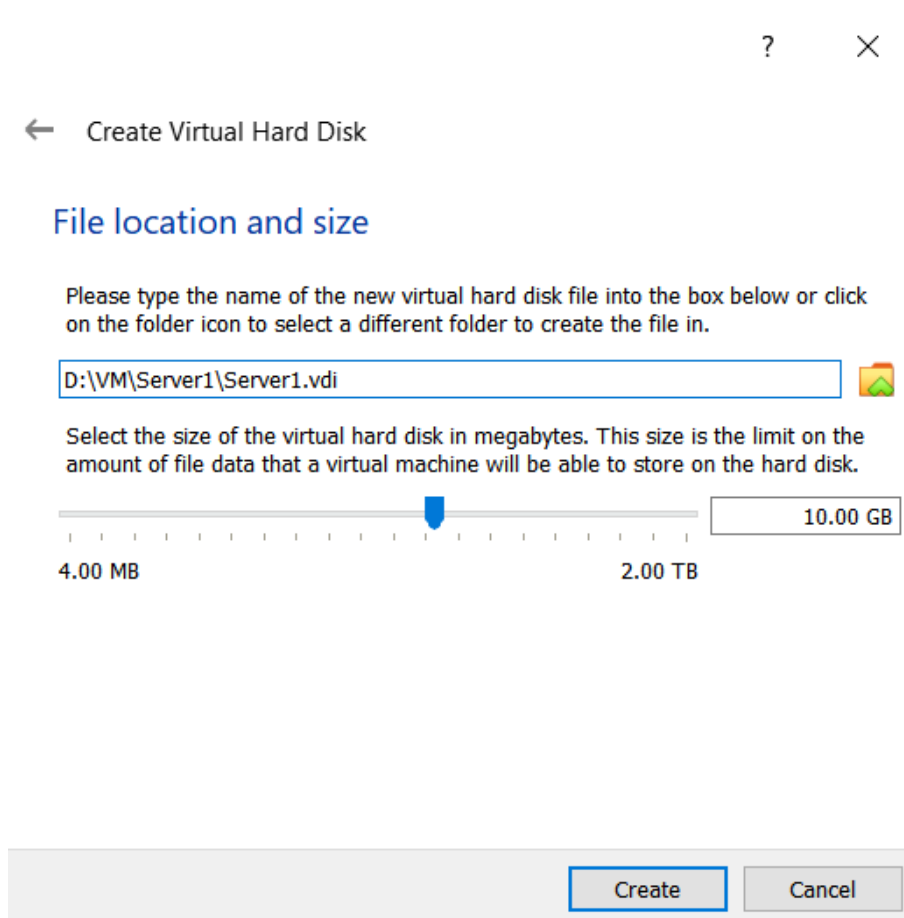 ?
Create Virtual Hard Disk
File location and size
Please type the name of the new virtual hard disk file into the box below or click
on the folder icon to select a different folder to create the file in.
D:\VM\Server1\Server1.vdi
Select the size of the virtual hard disk in megabytes. This size is the limit on the
amount of file data that a virtual machine will be able to store on the hard disk.
10.00 GB
4.00 MB 2.00 TB
Create Cancel